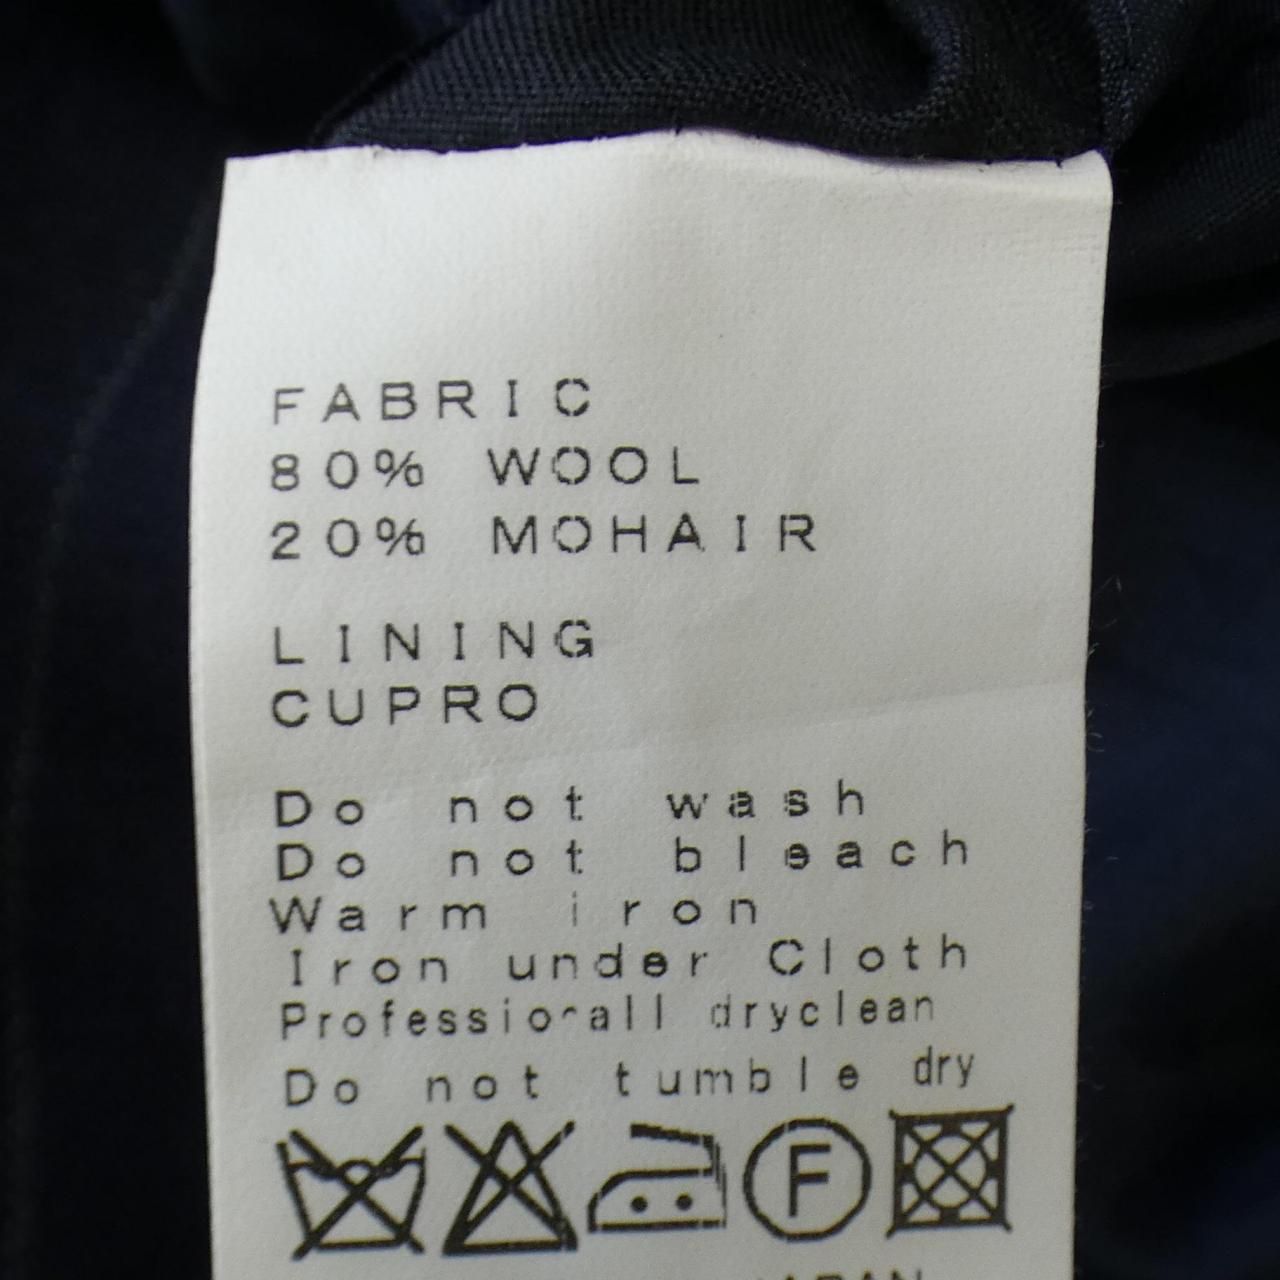 FABRIC
80% WOOL
20% MOHAIR
LINING
CUPRO
Do not wash
Do not bleach
Warm iron
Iron under Cloth
Professionall dryclean
Do not tumble dry
F